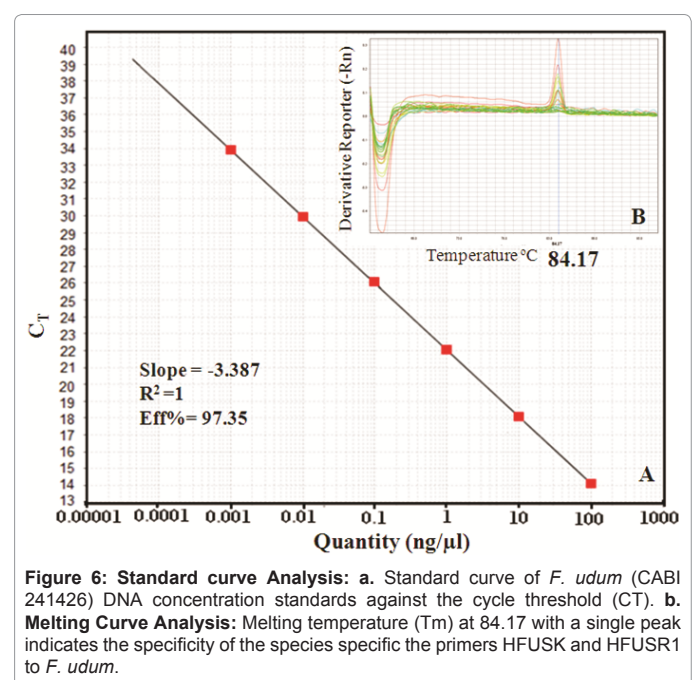 40
39
38
37
36
35
34
33
32
31
30
29
28
27
26
25
24
23
22
21
20
19
18
17
16
15
14
13
C_T
0.00001 0.0001 0.001 0.01 0.1 1 10 100 1000
Quantity (ng/µl)
Slope = -3.387
R² =1
Eff%= 97.35
A
Derivative Reporter (-Rn)
B
Temperature °C 84.17
Figure 6: Standard curve Analysis: a. Standard curve of F. udum (CABI
241426) DNA concentration standards against the cycle threshold (CT). b.
Melting Curve Analysis: Melting temperature (Tm) at 84.17 with a single peak
indicates the specificity of the species specific the primers HFUSK and HFUSR1
to F. udum.